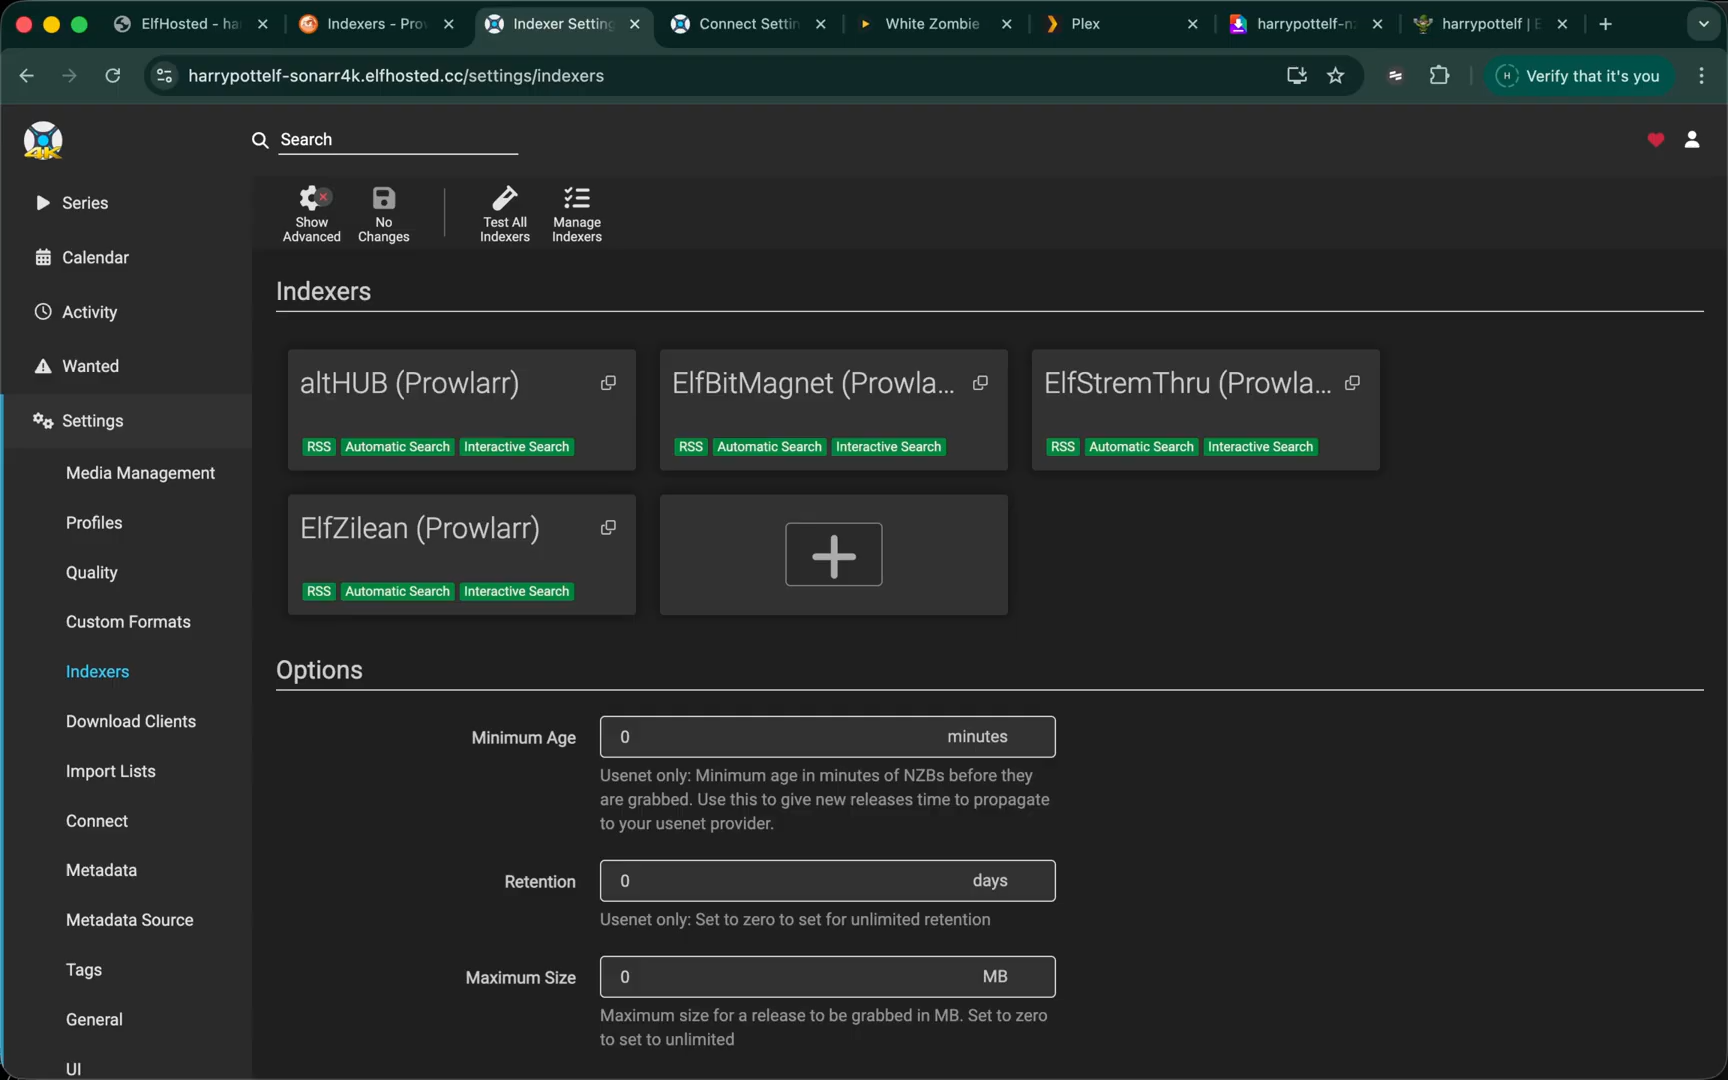 ElfHosted - ha
Indexers - Prov
Indexer Setting
Connect Settin
White Zombie
Plex
harrypottelf-n
harrypottelf | E
harrypottelf-sonarr4k.elfhosted.cc/settings/indexers
H
Verify that it's you
4K
Search
Series
Calendar
Activity
Wanted
Settings
Media Management
Profiles
Quality
Custom Formats
Indexers
Download Clients
Import Lists
Connect
Metadata
Metadata Source
Tags
General
UI
Show
Advanced
No
Changes
Test All
Indexers
Manage
Indexers
Indexers
altHUB (Prowlarr)
RSS Automatic Search Interactive Search
ElfBitMagnet (Prowla...
RSS Automatic Search Interactive Search
ElfStremThru (Prowla...
RSS Automatic Search Interactive Search
ElfZilean (Prowlarr)
RSS Automatic Search Interactive Search
Options
Minimum Age
0 minutes
Usenet only: Minimum age in minutes of NZBs before they
are grabbed. Use this to give new releases time to propagate
to your usenet provider.
Retention
0 days
Usenet only: Set to zero to set for unlimited retention
Maximum Size
0 MB
Maximum size for a release to be grabbed in MB. Set to zero
to set to unlimited